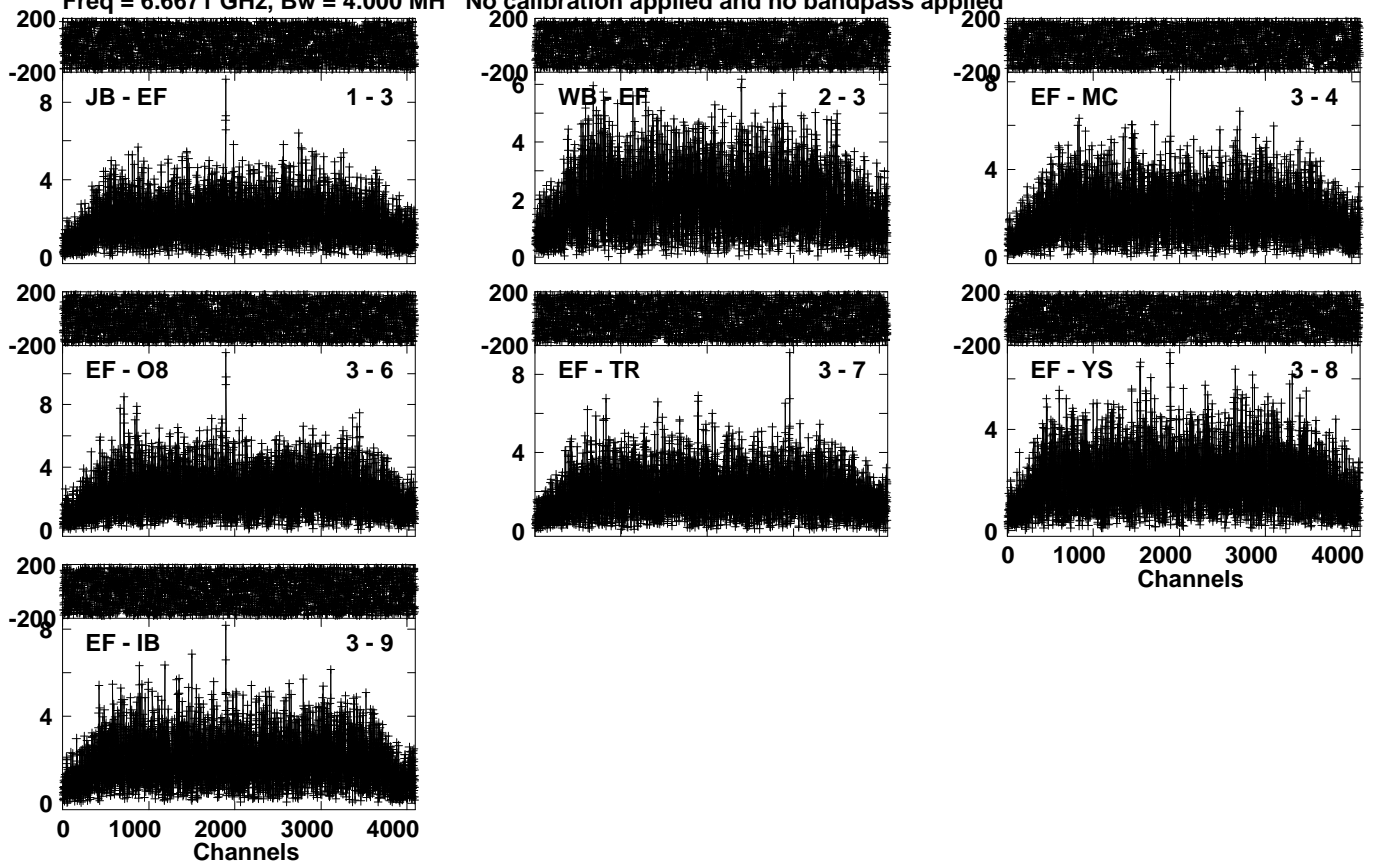 Freq = 6.6671 GHz, Bw = 4.000 MH No calibration applied and no bandpass applied
200
-200
JB - EF 1 - 3
8
4
0
200
-200
WB - EF 2 - 3
6
4
2
0
200
-200
EF - MC 3 - 4
8
4
0
200
-200
EF - O8 3 - 6
8
4
0
200
-200
EF - TR 3 - 7
8
4
0
200
-200
EF - YS 3 - 8
4
0
0 1000 2000 3000 4000
Channels
200
-200
EF - IB 3 - 9
8
4
0
0 1000 2000 3000 4000
Channels